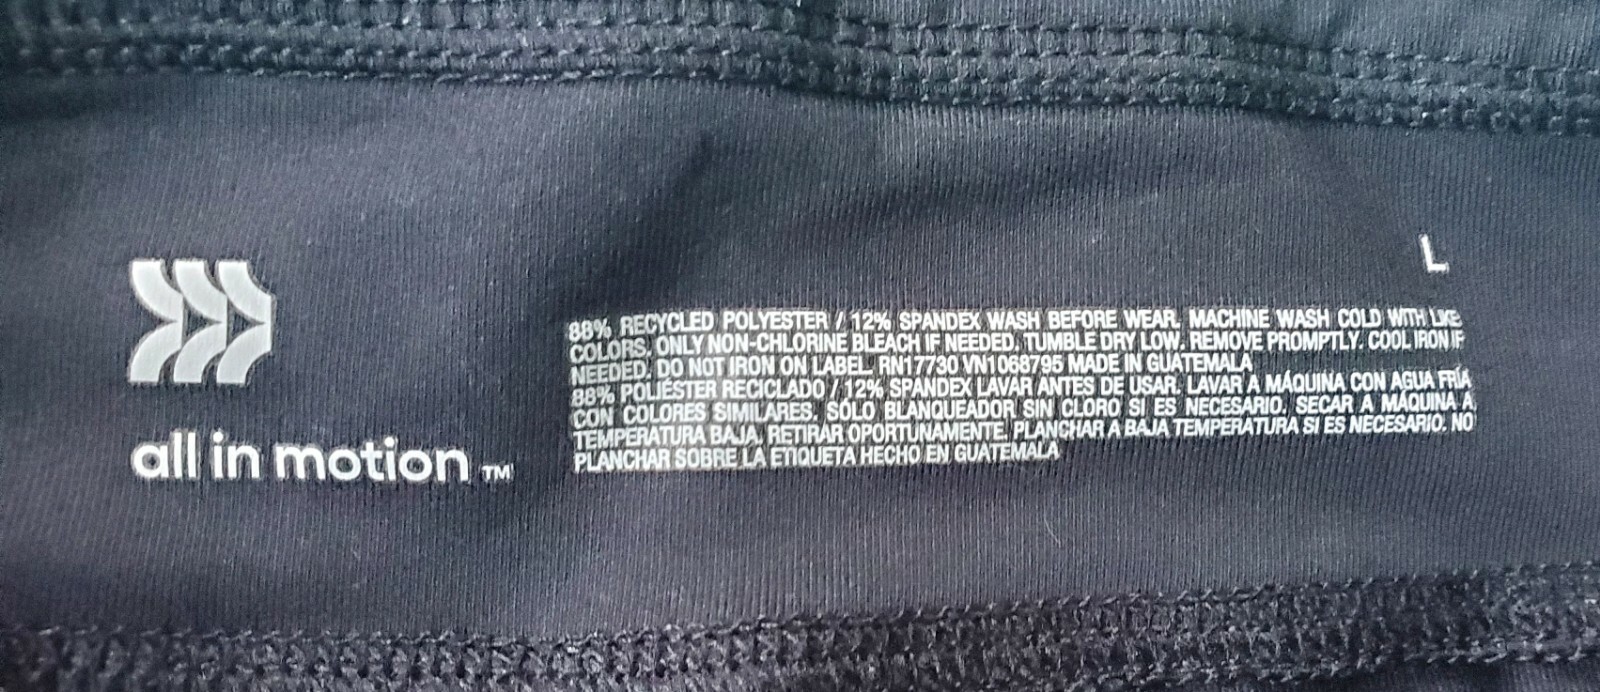 L
88% RECYCLED POLYESTER / 12% SPANDEX WASH BEFORE WEAR. MACHINE WASH COLD WITH LIKE
COLORS. ONLY NON-CHLORINE BLEACH IF NEEDED. TUMBLE DRY LOW. REMOVE PROMPTLY. COOL IRON IF
NEEDED. DO NOT IRON ON LABEL. RN17730 VN1068795 MADE IN GUATEMALA
88% POLIÉSTER RECICLADO / 12% SPANDEX LAVAR ANTES DE USAR. LAVAR A MÁQUINA CON AGUA FRÍA
CON COLORES SIMILARES. SÓLO BLANQUEADOR SIN CLORO SI ES NECESARIO. SECAR A MÁQUINA A
TEMPERATURA BAJA. RETIRAR OPORTUNAMENTE. PLANCHAR A BAJA TEMPERATURA SI ES NECESARIO. NO
PLANCHAR SOBRE LA ETIQUETA HECHO EN GUATEMALA
all in motion ™